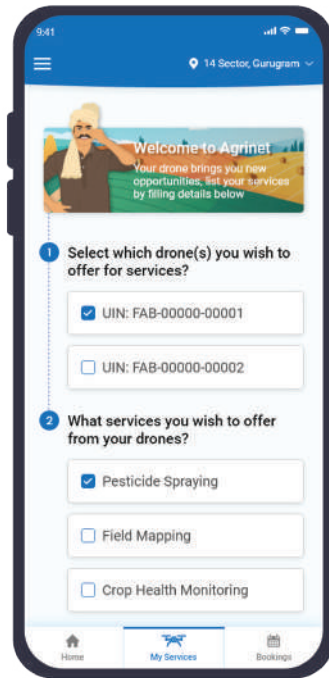 9:41
14 Sector, Gurugram
Welcome to Agrinet
Your drone brings you new
opportunities, list your services
by filling details below
1
Select which drone(s) you wish to
offer for services?
UIN: FAB-00000-00001
UIN: FAB-00000-00002
2
What services you wish to offer
from your drones?
Pesticide Spraying
Field Mapping
Crop Health Monitoring
Home
My Services
Bookings